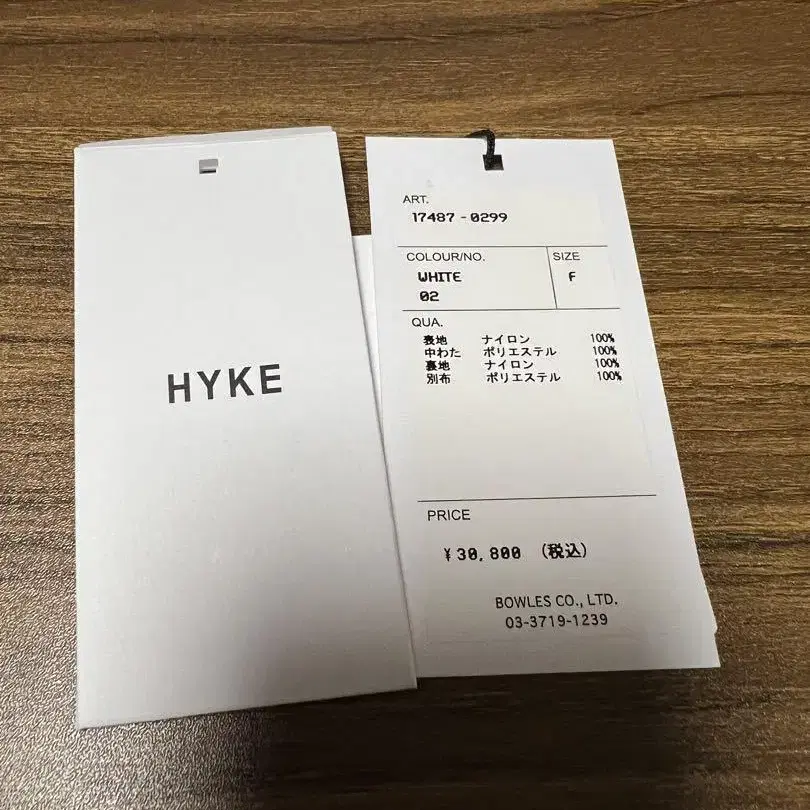 HYKE
ART.
17487-0299
COLOUR/NO.
SIZE
WHITE
F
02
QUA.
表地 ナイロン 100%
中わた ポリエステル 100%
裏地 ナイロン 100%
別布 ポリエステル 100%
PRICE
¥30,800 (税込)
BOWLES CO., LTD.
03-3719-1239